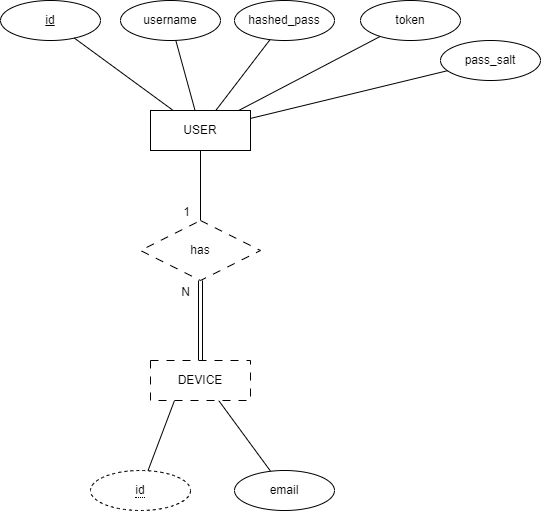 id
username
hashed_pass
token
pass_salt
USER
1
has
N
DEVICE
id
email